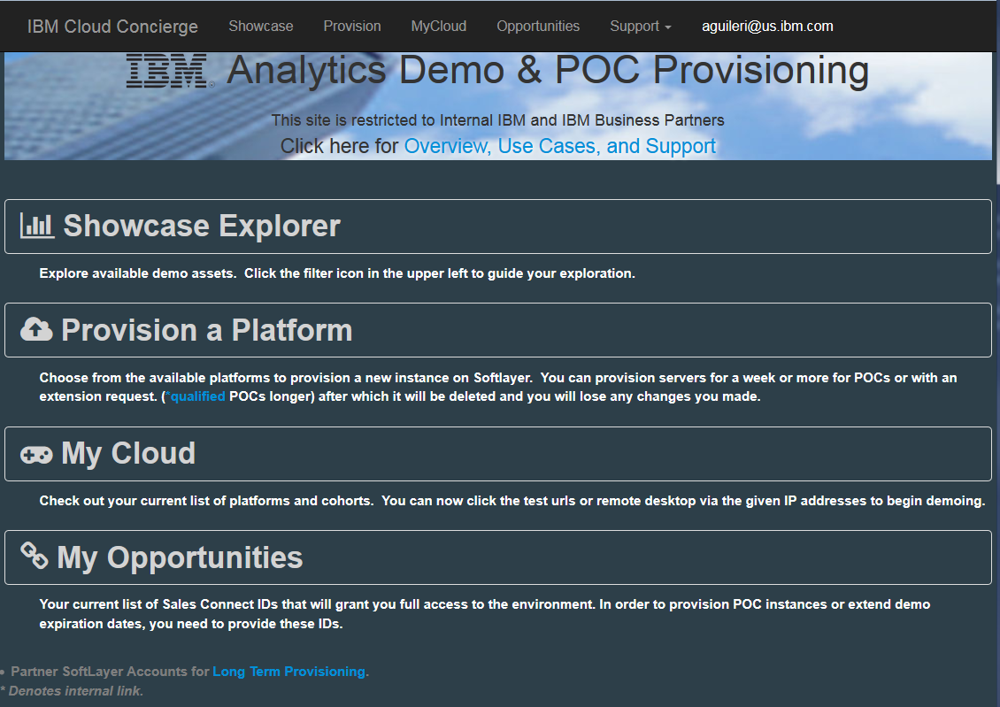 IBM Cloud Concierge Showcase Provision MyCloud Opportunities Support aguileri@us.ibm.com
IBM® Analytics Demo & POC Provisioning
This site is restricted to Internal IBM and IBM Business Partners
Click here for Overview, Use Cases, and Support
Showcase Explorer
Explore available demo assets.  Click the filter icon in the upper left to guide your exploration.
Provision a Platform
Choose from the available platforms to provision a new instance on Softlayer.  You can provision servers for a week or more for POCs or with an
extension request. (*qualified POCs longer) after which it will be deleted and you will lose any changes you made.
My Cloud
Check out your current list of platforms and cohorts.  You can now click the test urls or remote desktop via the given IP addresses to begin demoing.
My Opportunities
Your current list of Sales Connect IDs that will grant you full access to the environment. In order to provision POC instances or extend demo
expiration dates, you need to provide these IDs.
• Partner SoftLayer Accounts for Long Term Provisioning.
* Denotes internal link.